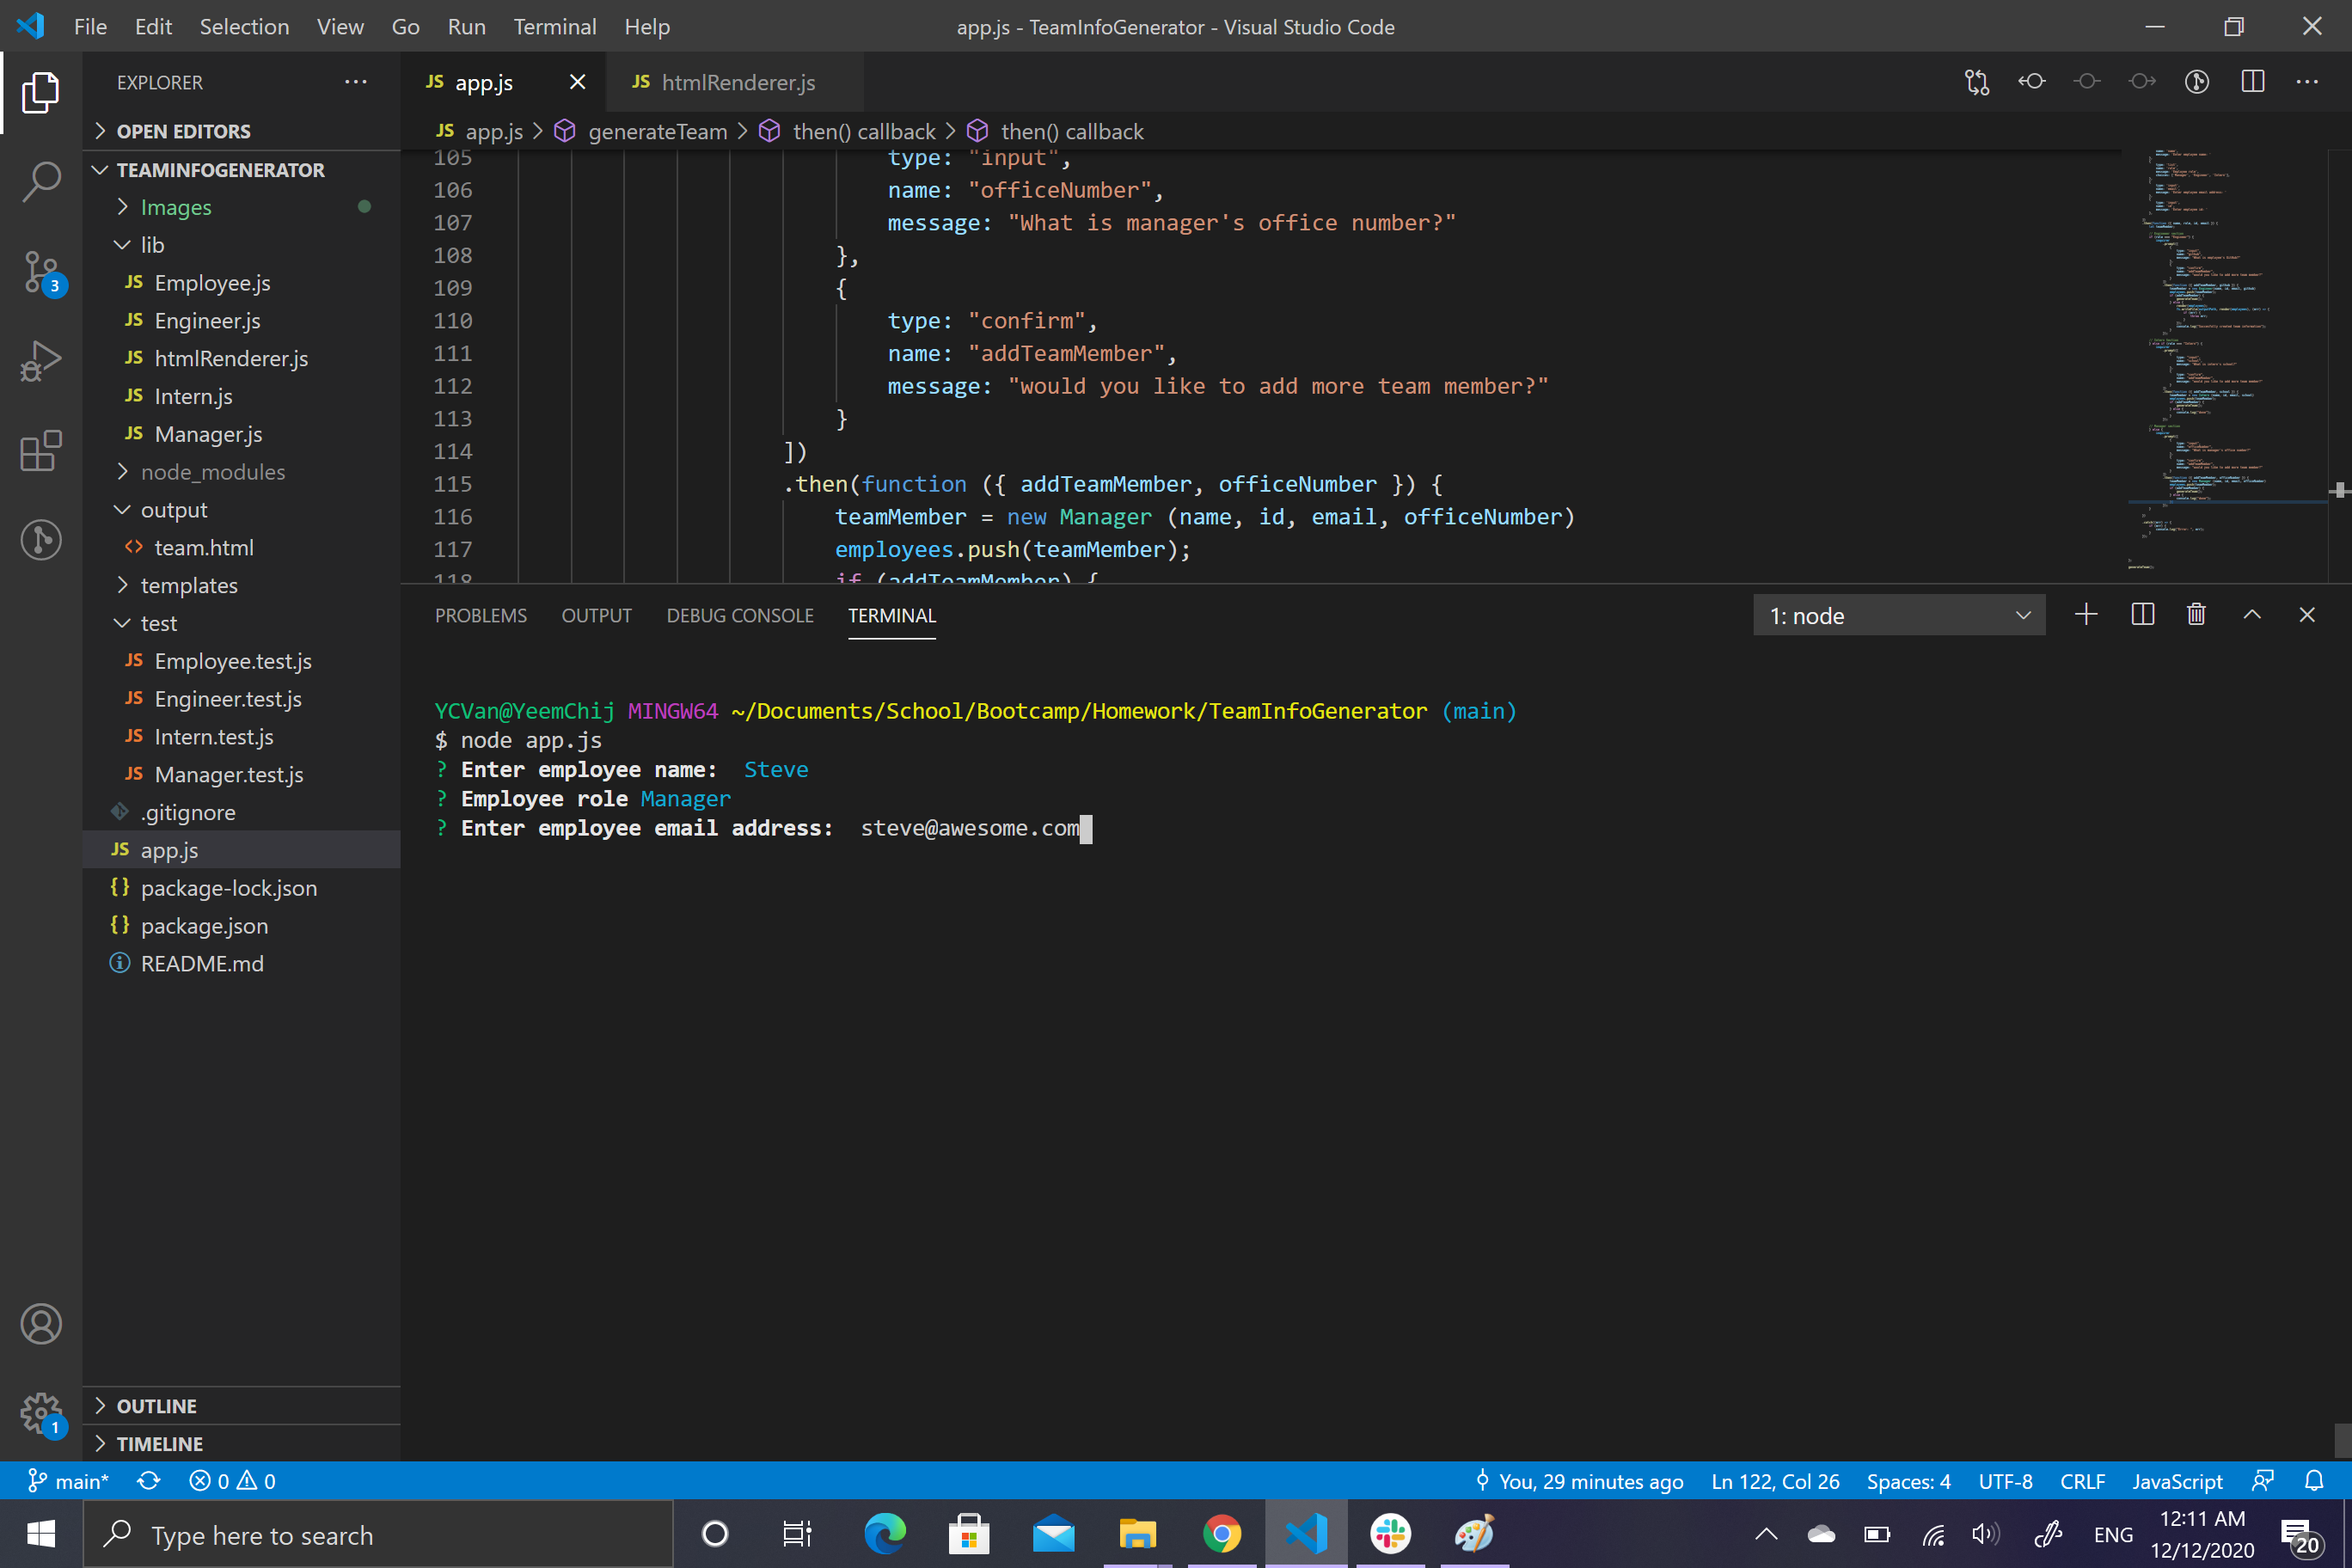 File Edit Selection View Go Run Terminal Help
app.js - TeamInfoGenerator - Visual Studio Code
EXPLORER
JS app.js
JS htmlRenderer.js
OPEN EDITORS
JS app.js > generateTeam > then() callback > then() callback
TEAMINFOGENERATOR
Images
lib
JS Employee.js
JS Engineer.js
JS htmlRenderer.js
JS Intern.js
JS Manager.js
node_modules
output
<> team.html
templates
test
JS Employee.test.js
JS Engineer.test.js
JS Intern.test.js
JS Manager.test.js
.gitignore
JS app.js
{} package-lock.json
{} package.json
README.md
OUTLINE
TIMELINE
3
1
105 type: "input",
106 name: "officeNumber",
107 message: "What is manager's office number?"
108 },
109 {
110 type: "confirm",
111 name: "addTeamMember",
112 message: "would you like to add more team member?"
113 }
114 ])
115 .then(function ({ addTeamMember, officeNumber }) {
116 teamMember = new Manager (name, id, email, officeNumber)
117 employees.push(teamMember);
118 if (addTeamMember) {
PROBLEMS OUTPUT DEBUG CONSOLE TERMINAL
1: node
YCVan@YeemChij MINGW64 ~/Documents/School/Bootcamp/Homework/TeamInfoGenerator (main)
$ node app.js
? Enter employee name:  Steve
? Employee role Manager
? Enter employee email address:  steve@awesome.com
main* 0 0
You, 29 minutes ago Ln 122, Col 26 Spaces: 4 UTF-8 CRLF JavaScript
Type here to search
ENG
12:11 AM
12/12/2020
20